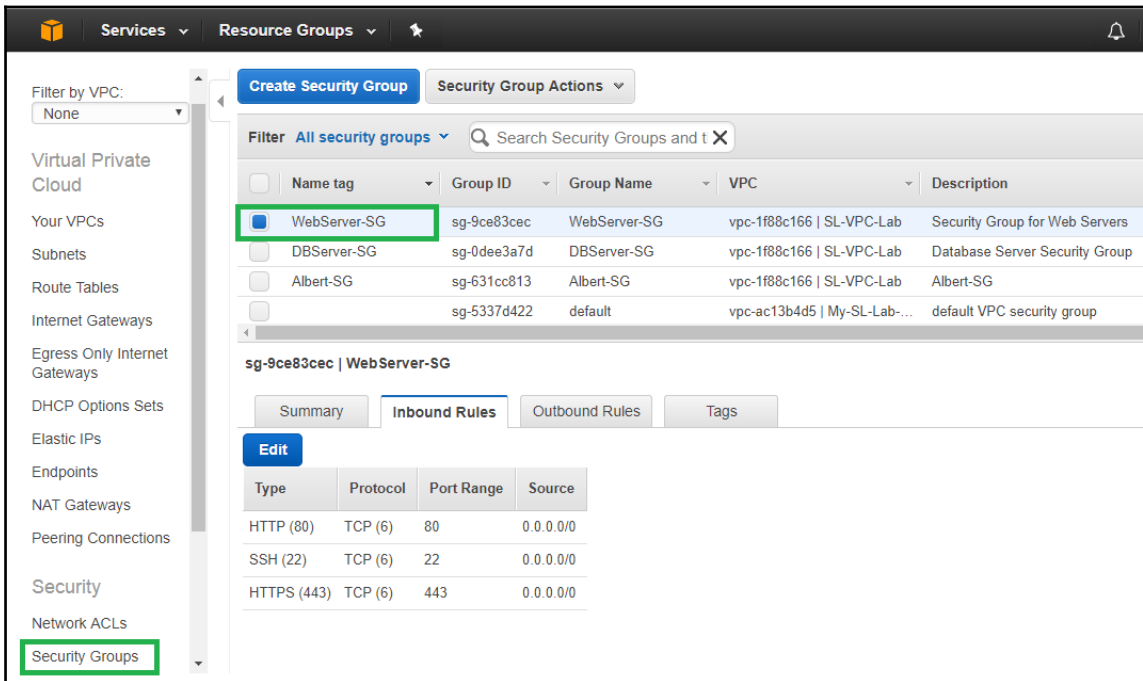 Services Resource Groups
Filter by VPC:
None
Virtual Private
Cloud
Your VPCs
Subnets
Route Tables
Internet Gateways
Egress Only Internet
Gateways
DHCP Options Sets
Elastic IPs
Endpoints
NAT Gateways
Peering Connections
Security
Network ACLs
Security Groups
Create Security Group Security Group Actions
Filter All security groups Search Security Groups and t
Name tag Group ID Group Name VPC Description
WebServer-SG sg-9ce83cec WebServer-SG vpc-1f88c166 | SL-VPC-Lab Security Group for Web Servers
DBServer-SG sg-0dee3a7d DBServer-SG vpc-1f88c166 | SL-VPC-Lab Database Server Security Group
Albert-SG sg-631cc813 Albert-SG vpc-1f88c166 | SL-VPC-Lab Albert-SG
sg-5337d422 default vpc-ac13b4d5 | My-SL-Lab-... default VPC security group
sg-9ce83cec | WebServer-SG
Summary Inbound Rules Outbound Rules Tags
Edit
Type Protocol Port Range Source
HTTP (80) TCP (6) 80 0.0.0.0/0
SSH (22) TCP (6) 22 0.0.0.0/0
HTTPS (443) TCP (6) 443 0.0.0.0/0